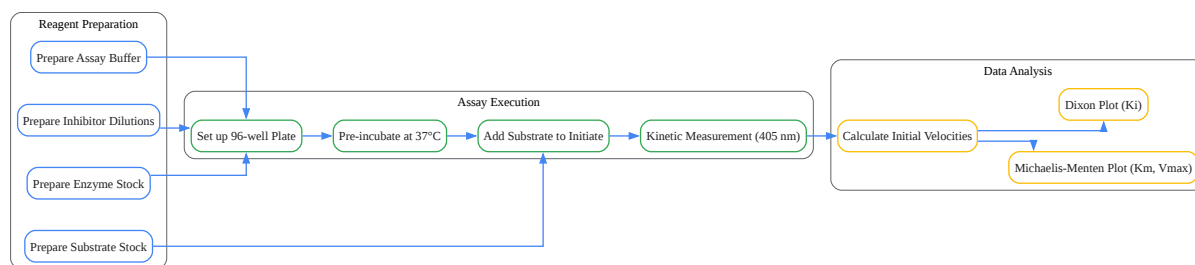 Reagent Preparation
Prepare Assay Buffer
Prepare Inhibitor Dilutions
Prepare Enzyme Stock
Prepare Substrate Stock
Assay Execution
Set up 96-well Plate
Pre-incubate at 37°C
Add Substrate to Initiate
Kinetic Measurement (405 nm)
Data Analysis
Calculate Initial Velocities
Dixon Plot (Ki)
Michaelis-Menten Plot (Km, Vmax)